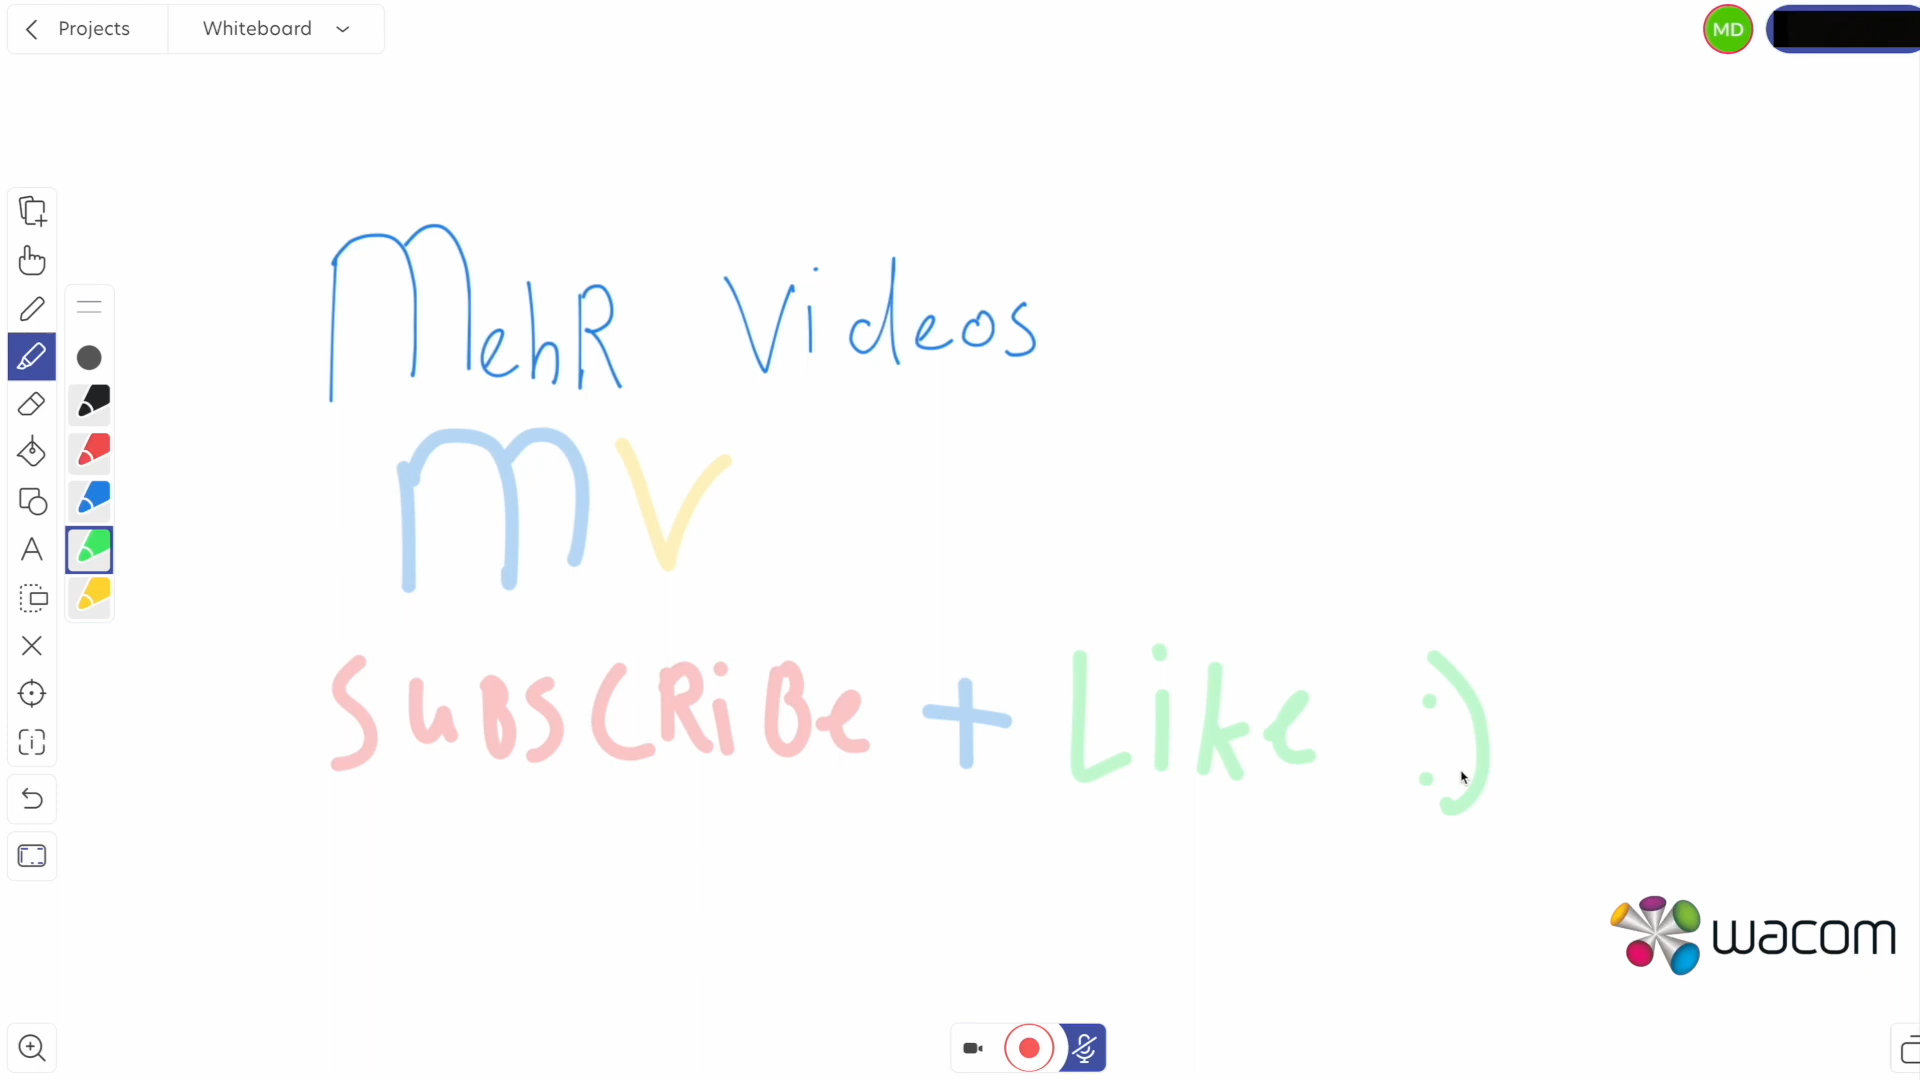 Projects Whiteboard MD
MehR Videos
A
MV
SUBSCRiBe + Like :)
wacom